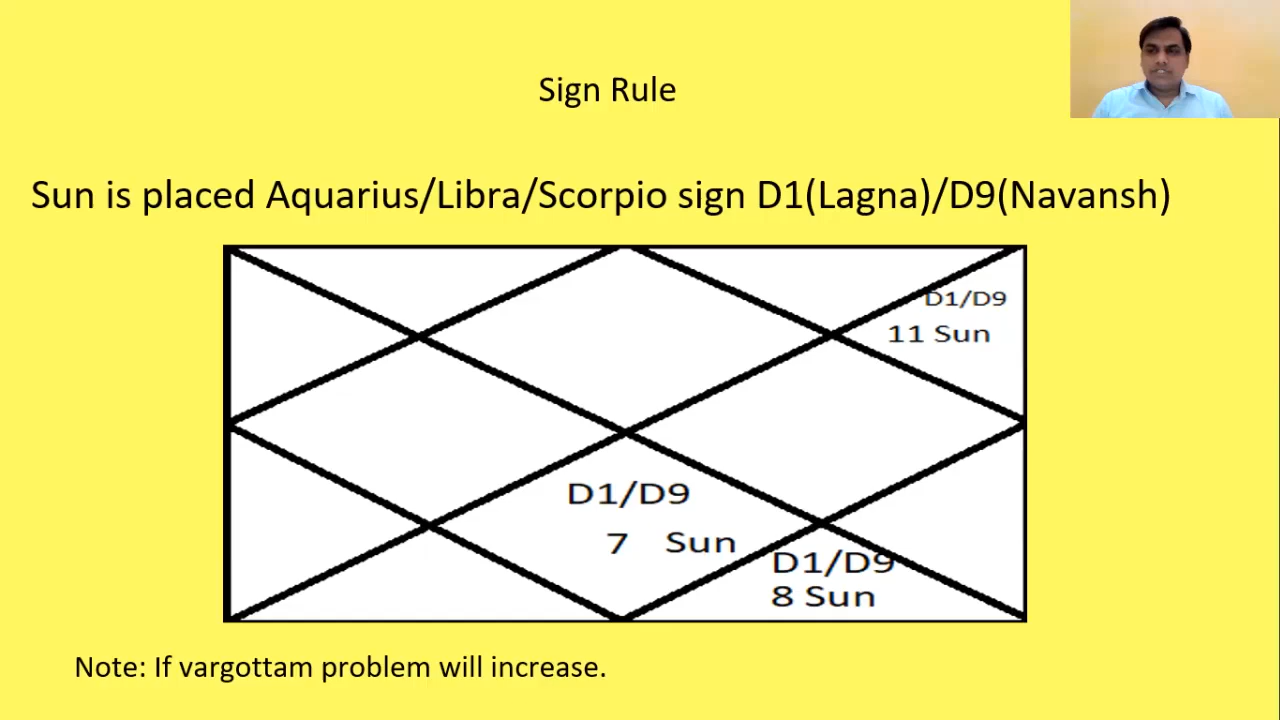 Sign Rule
Sun is placed Aquarius/Libra/Scorpio sign D1(Lagna)/D9(Navansh)
D1/D9
11 Sun
D1/D9
7 Sun
D1/D9
8 Sun
Note: If vargottam problem will increase.